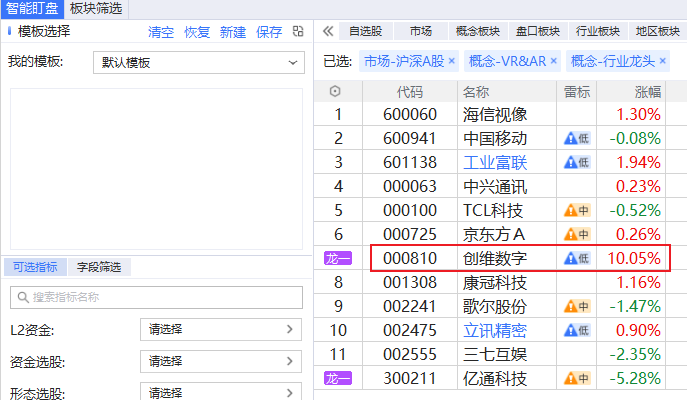 智能盯盘 板块筛选
模板选择 清空 恢复 新建 保存
我的模板: 默认模板
可选指标 字段筛选
搜索指标名称
L2资金: 请选择
资金选股: 请选择
形态选股: 请选择
自选股 市场 概念板块 盘口板块 行业板块 地区板块
已选: 市场-沪深A股 × 概念-VR&AR × 概念-行业龙头 ×
代码 名称 雷标 涨幅
1 600060 海信视像 1.30%
2 600941 中国移动 低 -0.08%
3 601138 工业富联 低 1.94%
4 000063 中兴通讯 0.23%
5 000100 TCL科技 中 -0.52%
6 000725 京东方A 中 0.26%
龙一 000810 创维数字 低 10.05%
8 001308 康冠科技 1.16%
9 002241 歌尔股份 中 -1.47%
10 002475 立讯精密 低 0.90%
11 002555 三七互娱 -2.35%
龙一 300211 亿通科技 中 -5.28%